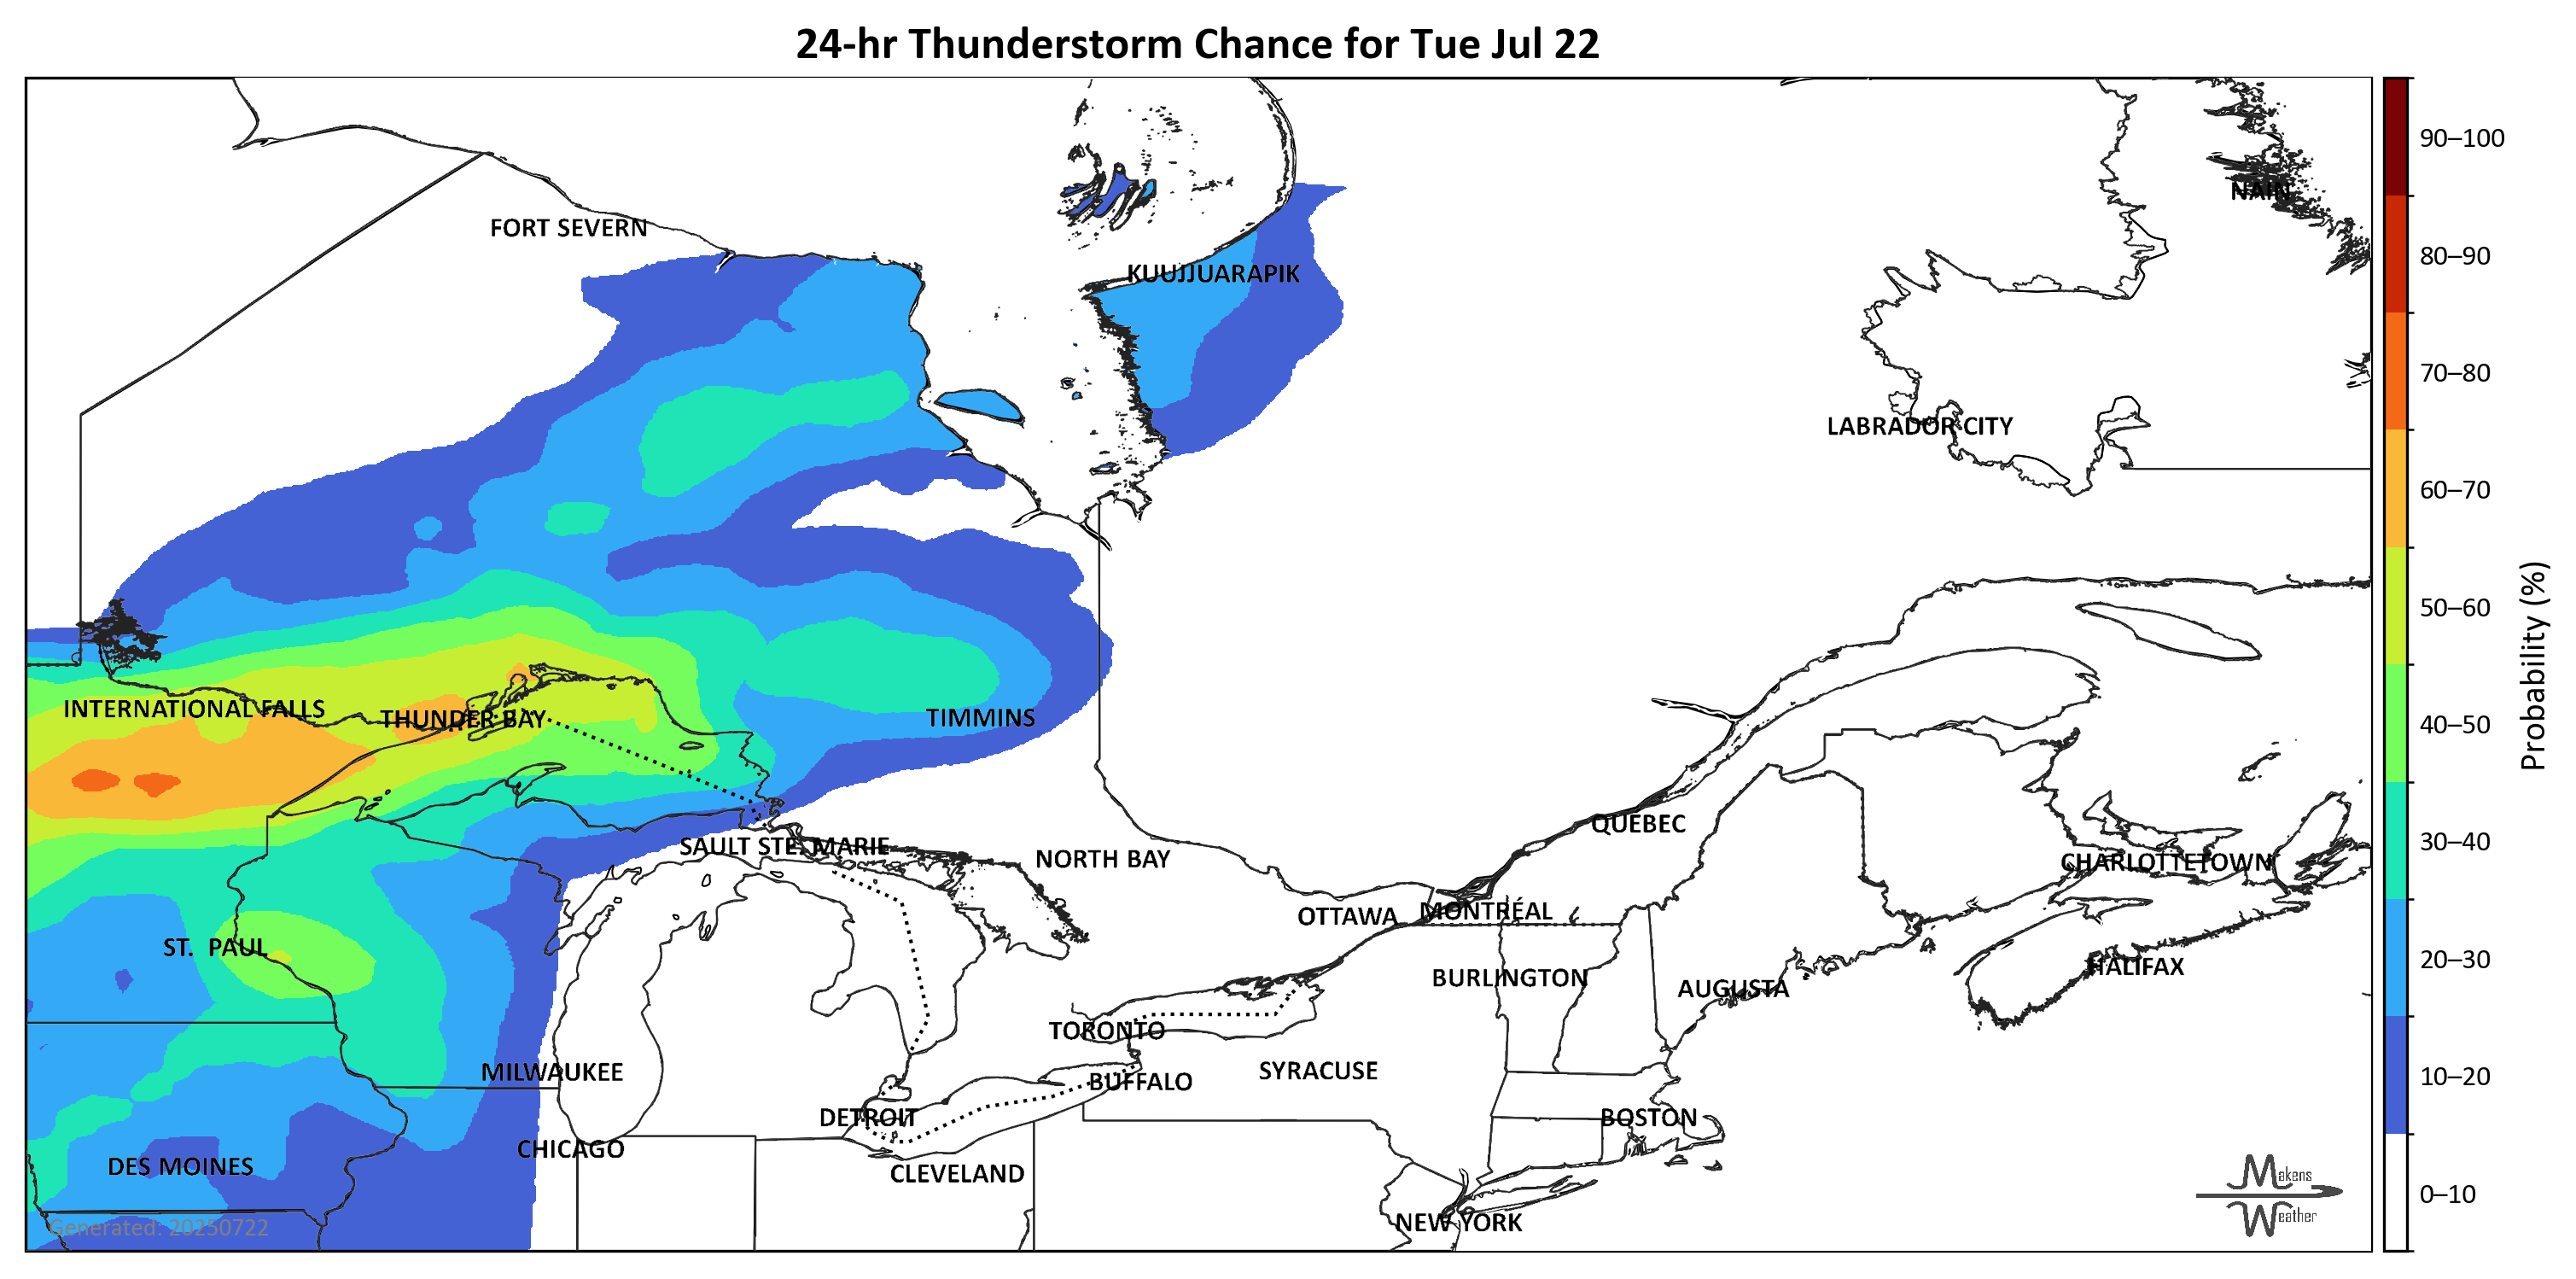 24-hr Thunderstorm Chance for Tue Jul 22
90–100
NAIN
FORT SEVERN
80–90
KUUJJUARAPIK
70–80
LABRADOR CITY
60–70
50–60
Probability (%)
INTERNATIONAL FALLS
THUNDER BAY
TIMMINS
40–50
QUEBEC
SAULT STE. MARIE
30–40
NORTH BAY
CHARLOTTETOWN
OTTAWA
MONTRÉAL
ST. PAUL
20–30
HALIFAX
BURLINGTON
AUGUSTA
TORONTO
MILWAUKEE
SYRACUSE
10–20
BUFFALO
DETROIT
BOSTON
CHICAGO
DES MOINES
CLEVELAND
Makens
0–10
Weather
NEW YORK
Generated: 20250722